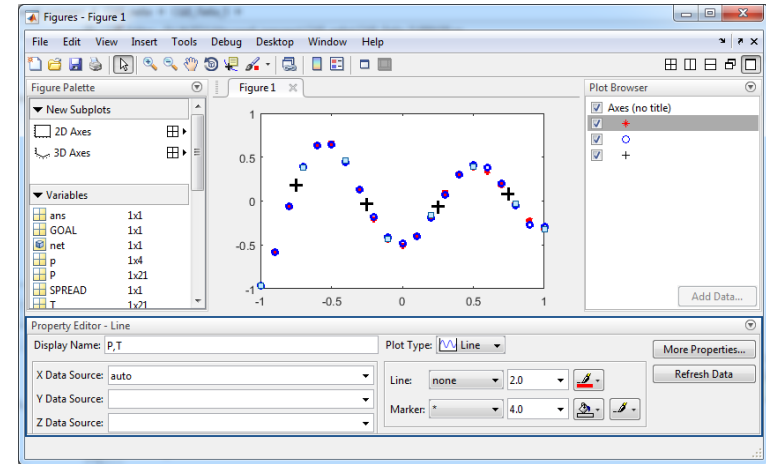 Figures - Figure 1
File Edit View Insert Tools Debug Desktop Window Help
Figure Palette
Figure 1
Plot Browser
New Subplots
2D Axes
3D Axes
Variables
ans 1x1
GOAL 1x1
net 1x1
p 1x4
P 1x21
SPREAD 1x1
T 1x21
1
0.5
0
-0.5
-1
-1 -0.5 0 0.5 1
Axes (no title)
Add Data...
Property Editor - Line
Display Name: P,T
Plot Type: Line
More Properties...
X Data Source: auto
Line: none 2.0
Refresh Data
Y Data Source:
Marker: * 4.0
Z Data Source: